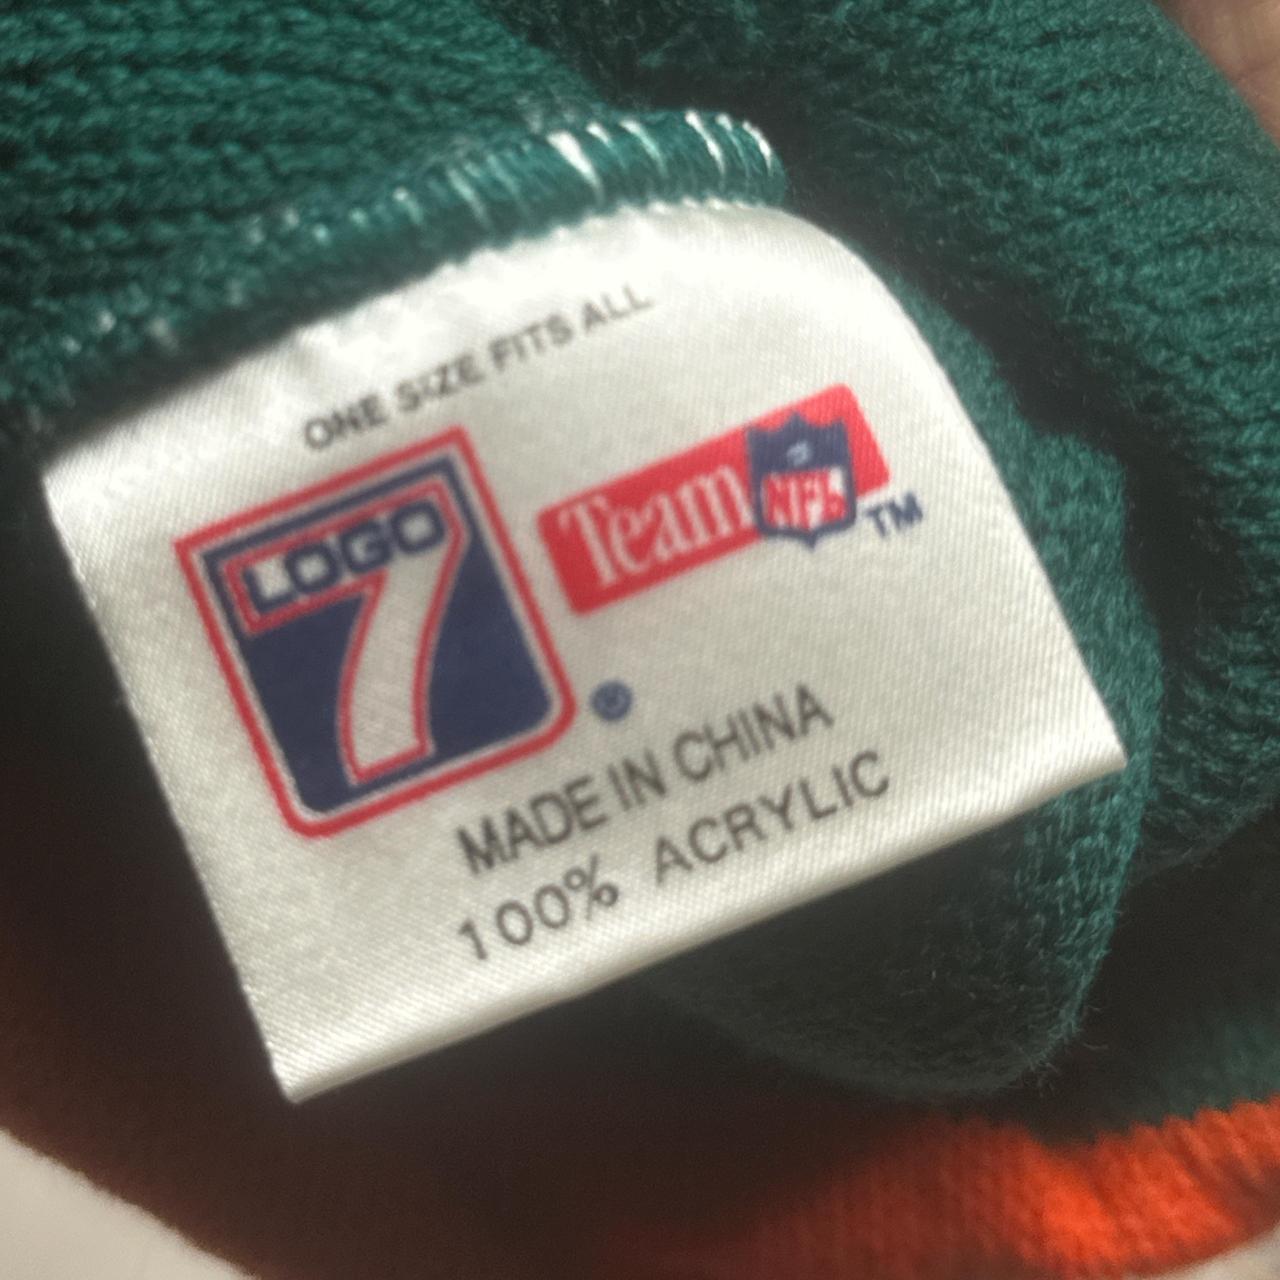 ONE SIZE FITS ALL
LOGO
7
Team NFL TM
®
MADE IN CHINA
100% ACRYLIC